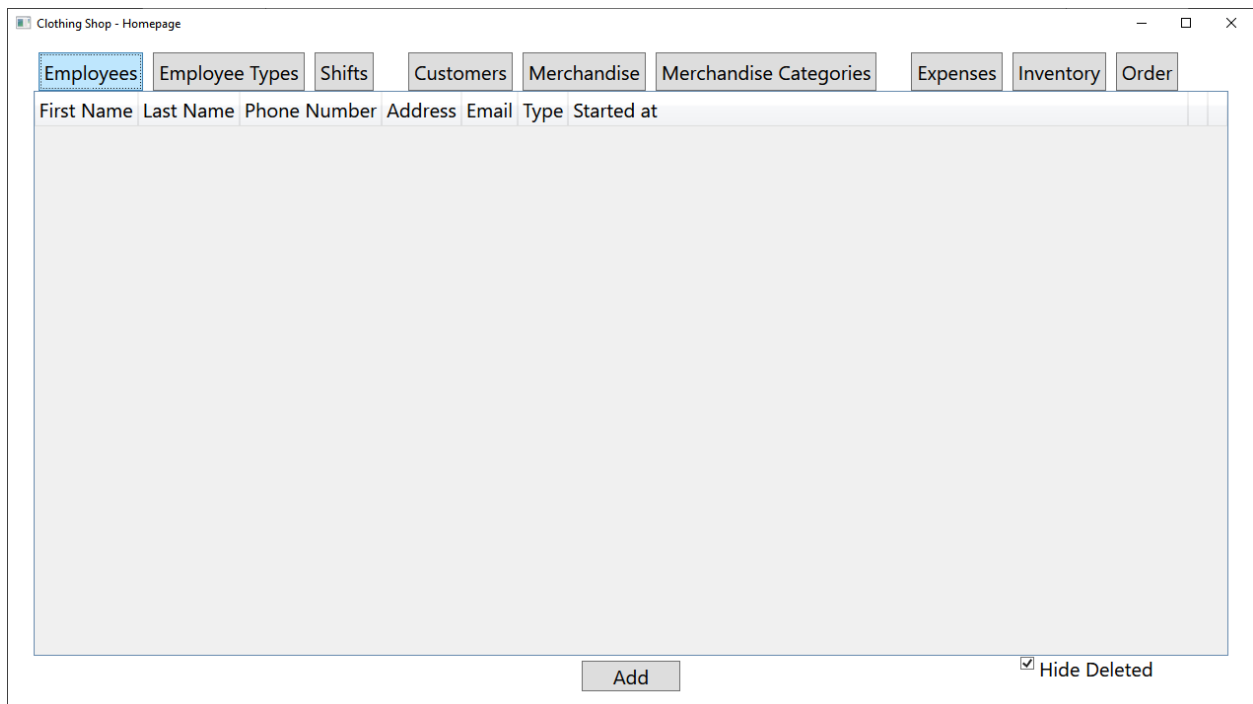 Clothing Shop - Homepage
Employees Employee Types Shifts Customers Merchandise Merchandise Categories Expenses Inventory Order
First Name Last Name Phone Number Address Email Type Started at
Add Hide Deleted